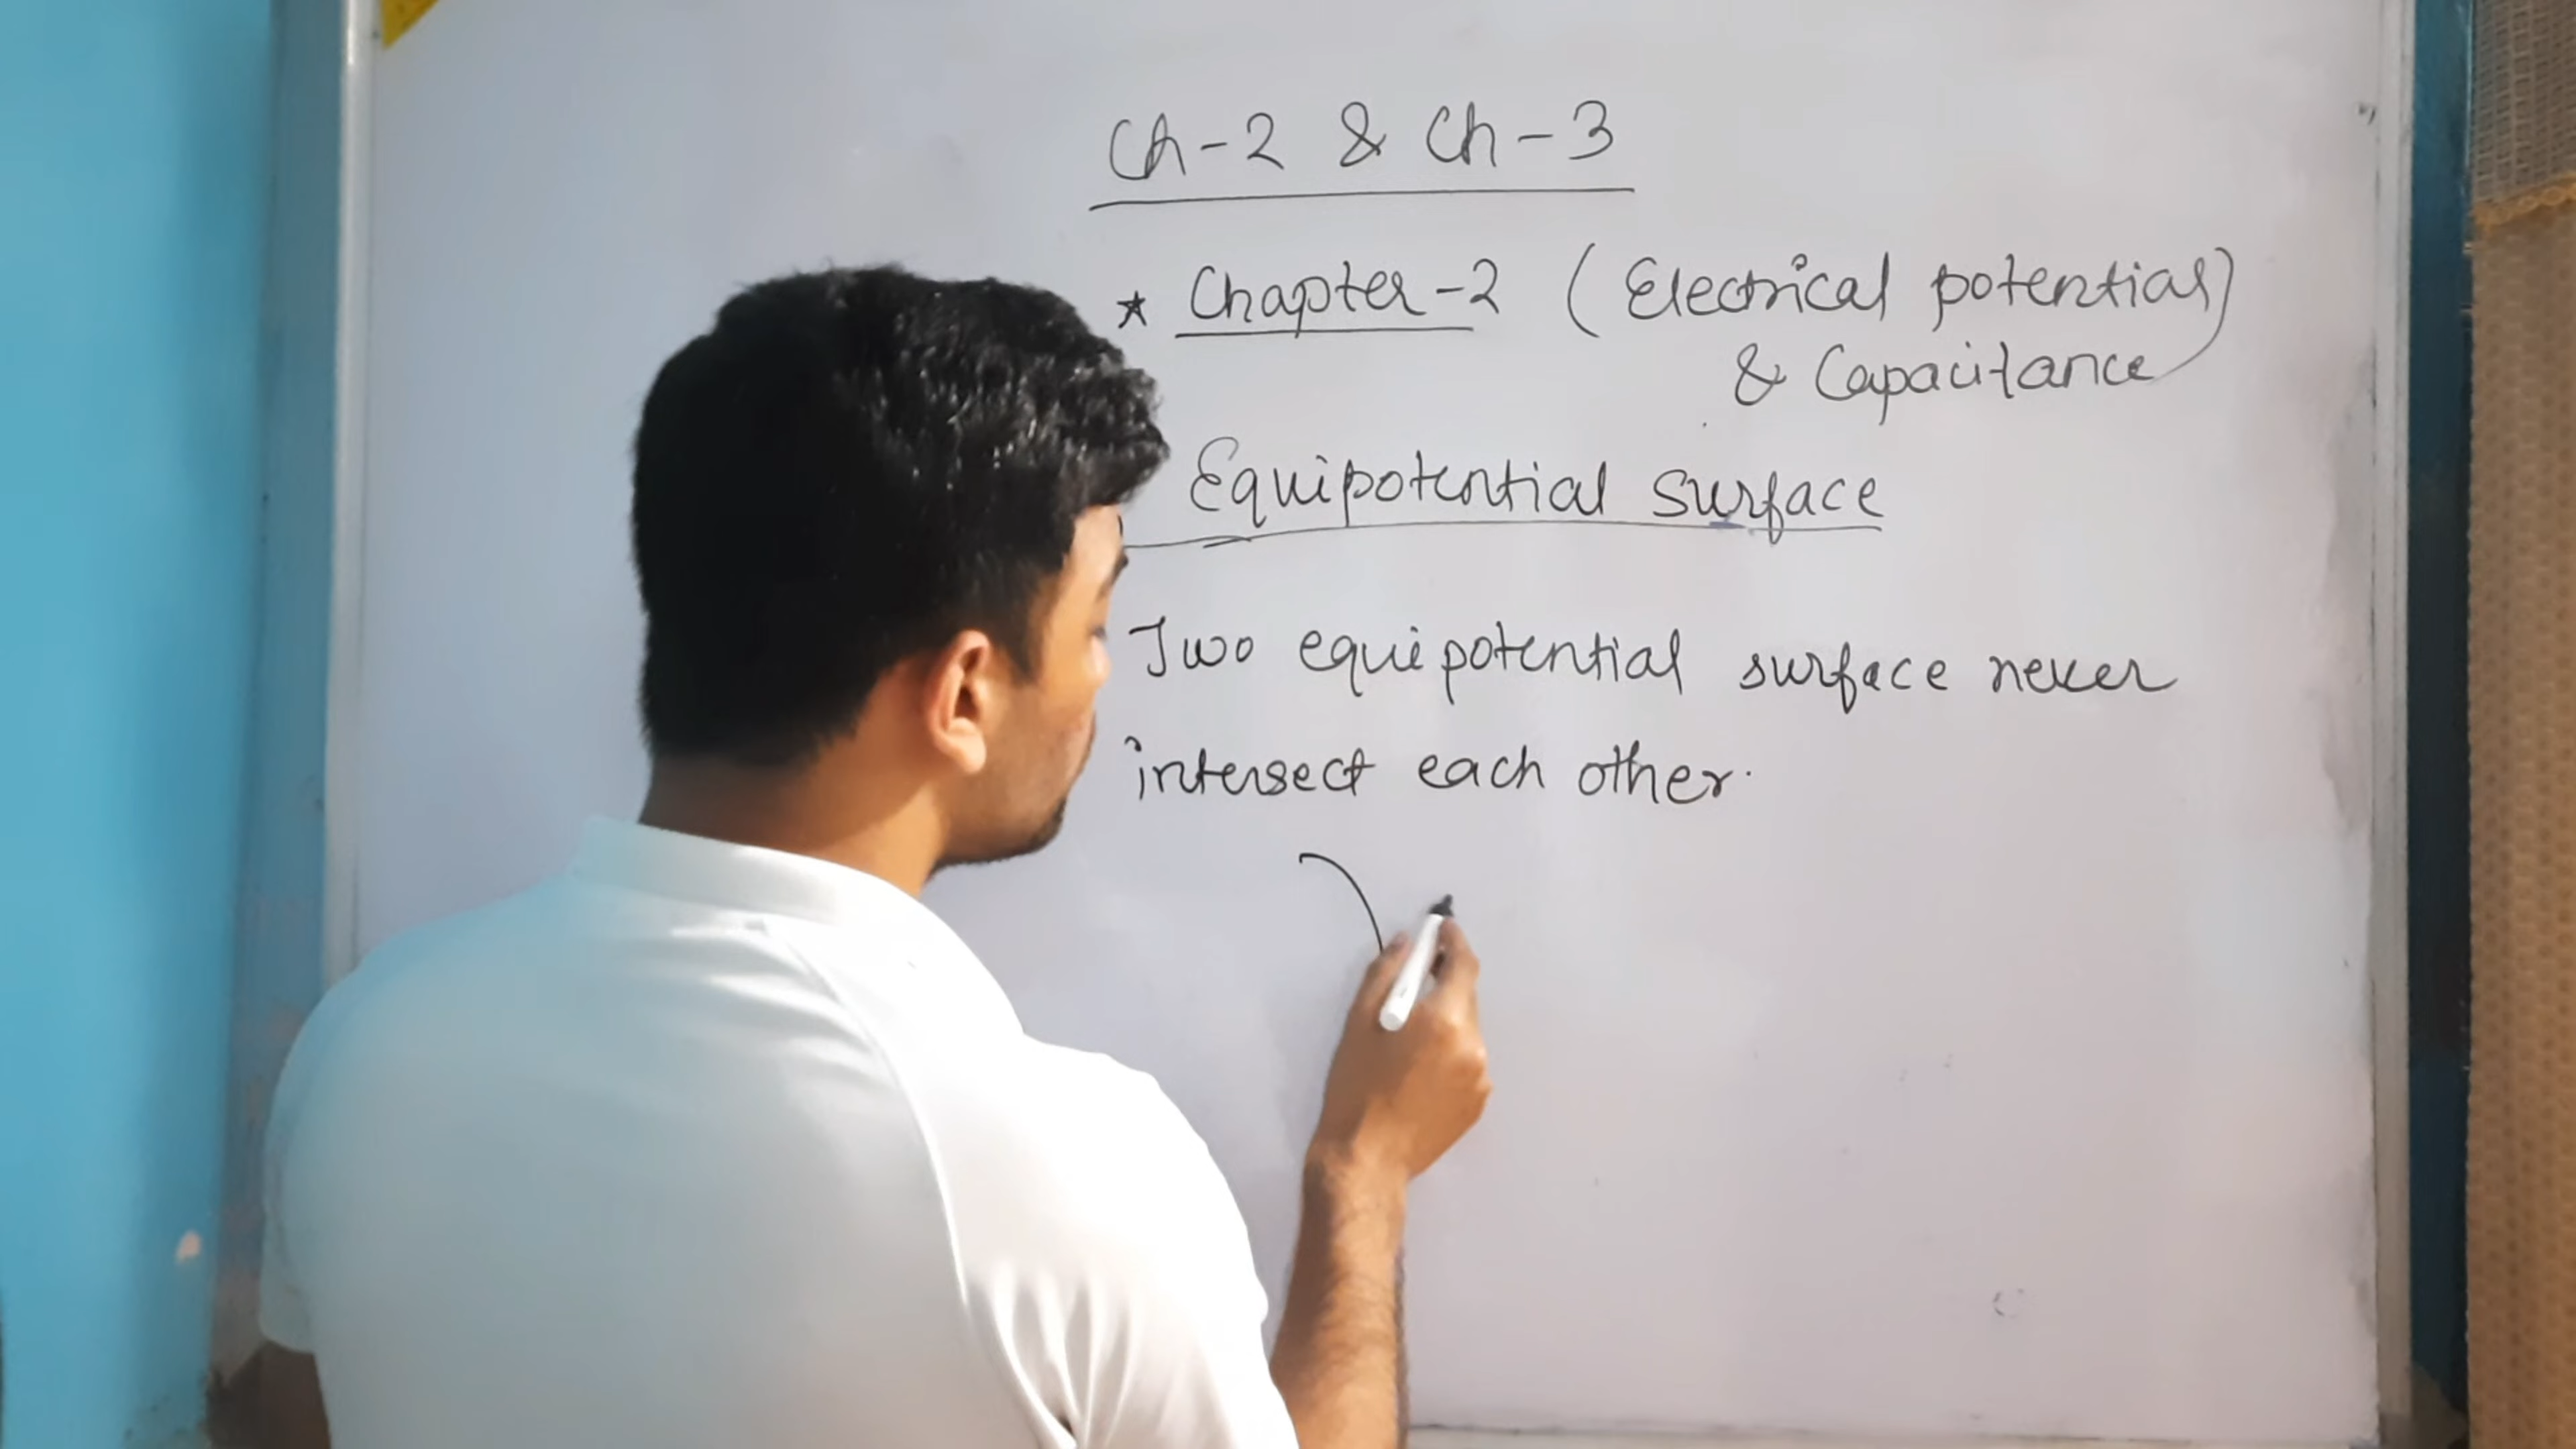 Ch-2 & Ch-3
★ Chapter-2 (Electrical potential)
& Capacitance
Equipotential surface
Two equipotential surface never
intersect each other.